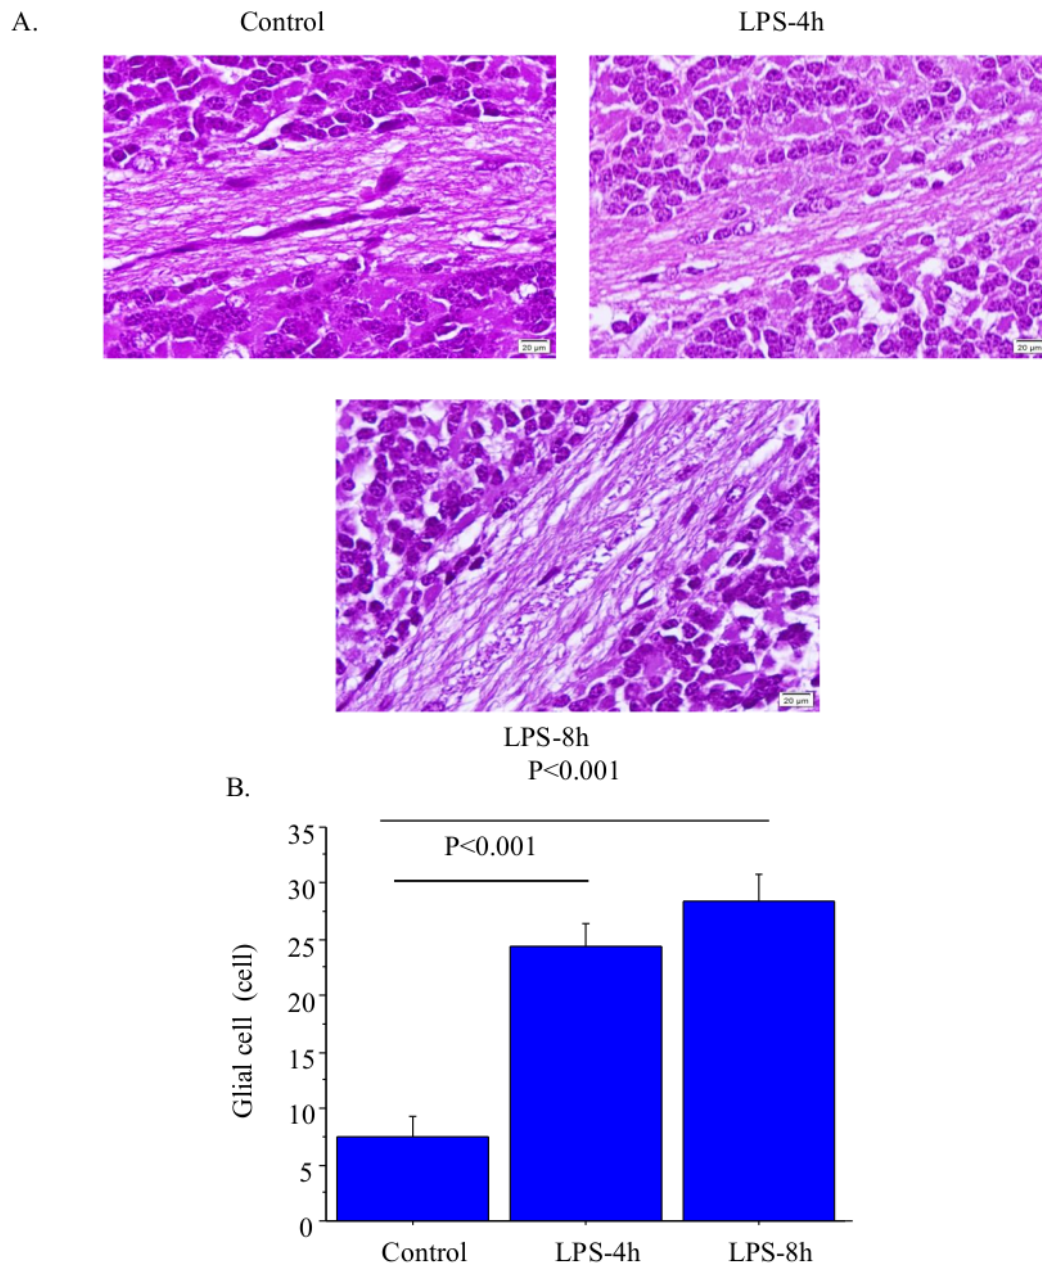 A.
Control
LPS-4h
20 µm
20 µm
20 µm
LPS-8h
P<0.001
B.
P<0.001
35
30
25
20
15
10
5
0
Glial cell (cell)
Control
LPS-4h
LPS-8h